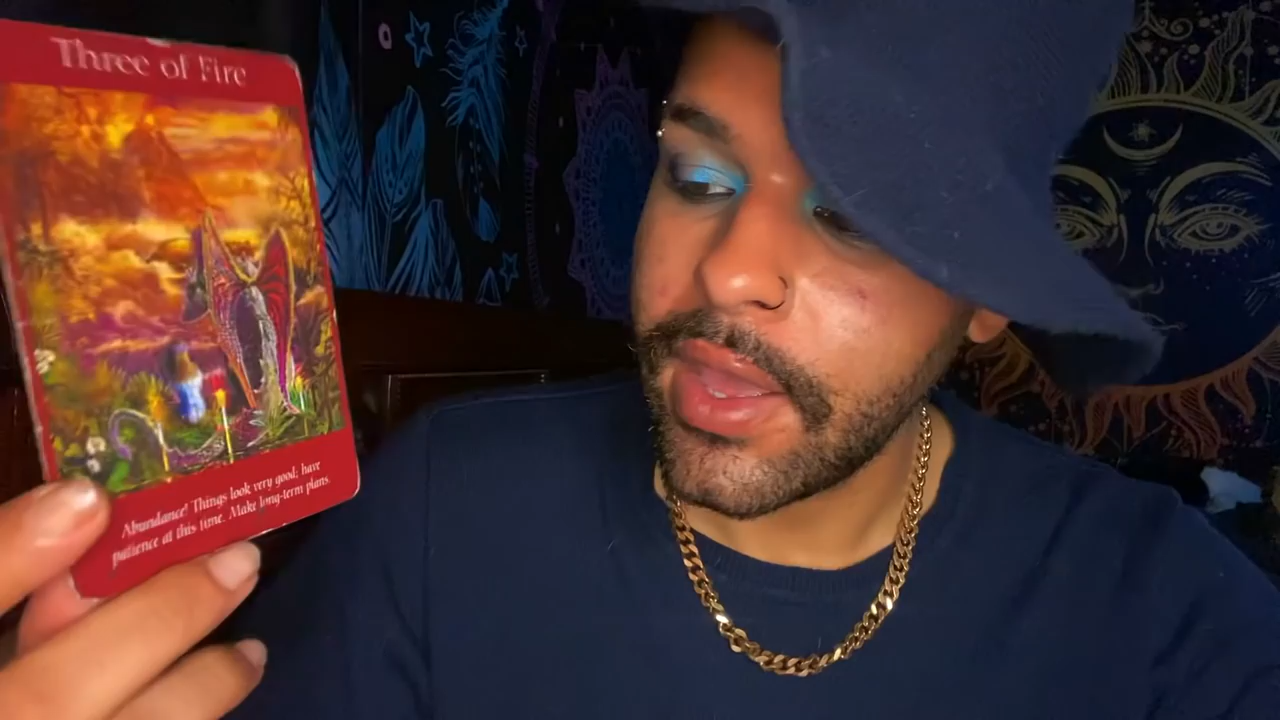 Three of Fire
Abundance! Things look very good; have
patience at this time. Make long-term plans.